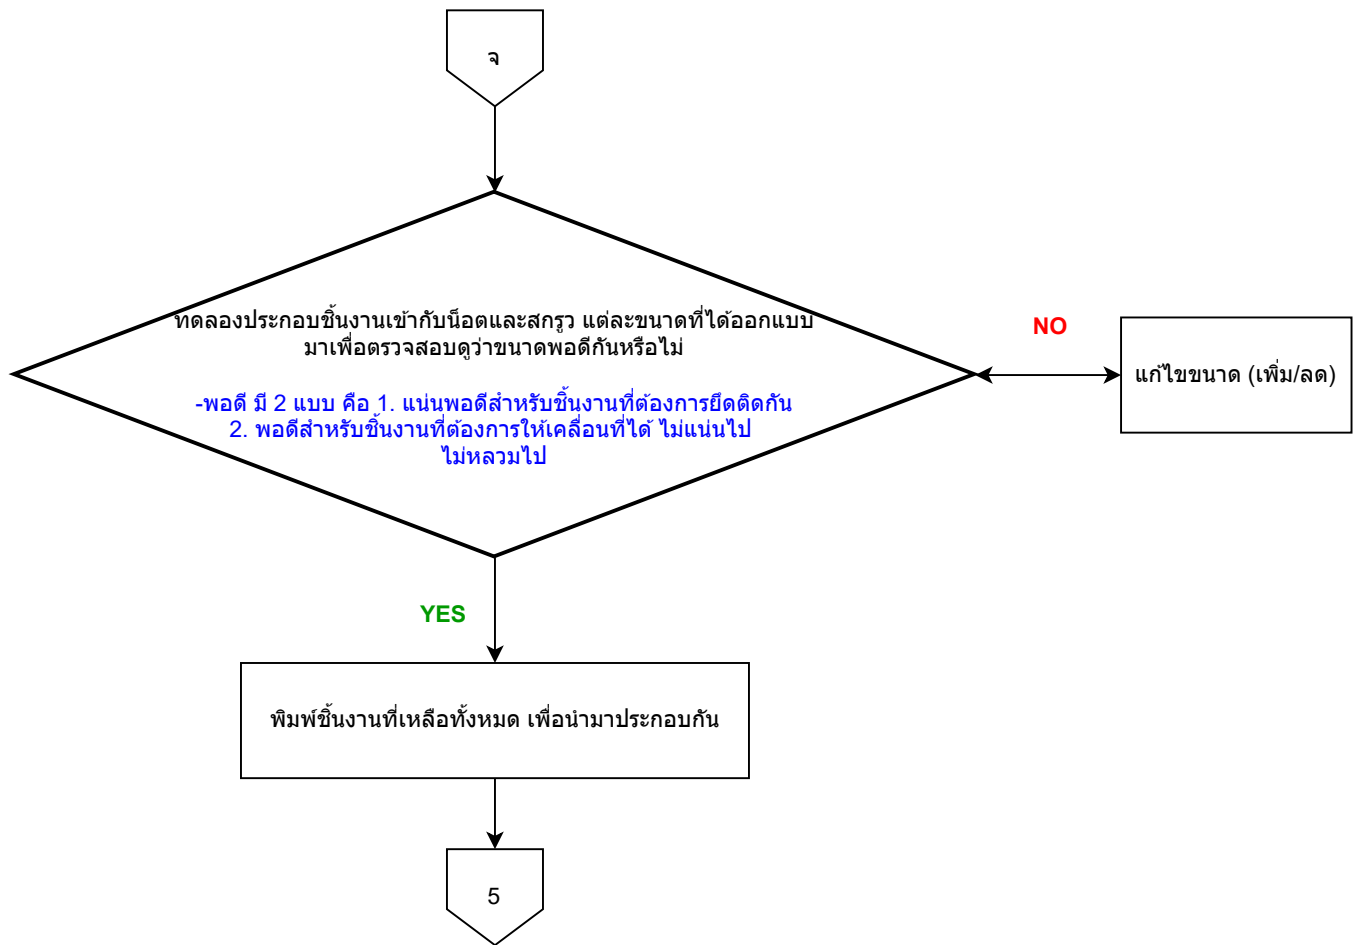 จ
ทดลองประกอบชิ้นงานเข้ากับน็อตและสกรูว แต่ละขนาดที่ได้ออกแบบ
มาเพื่อตรวจสอบดูว่าขนาดพอดีกันหรือไม่
-พอดี มี 2 แบบ คือ 1. แน่นพอดีสำหรับชิ้นงานที่ต้องการยึดติดกัน
2. พอดีสำหรับชิ้นงานที่ต้องการให้เคลื่อนที่ได้ ไม่แน่นไป
ไม่หลวมไป
NO
แก้ไขขนาด (เพิ่ม/ลด)
YES
พิมพ์ชิ้นงานที่เหลือทั้งหมด เพื่อนำมาประกอบกัน
5